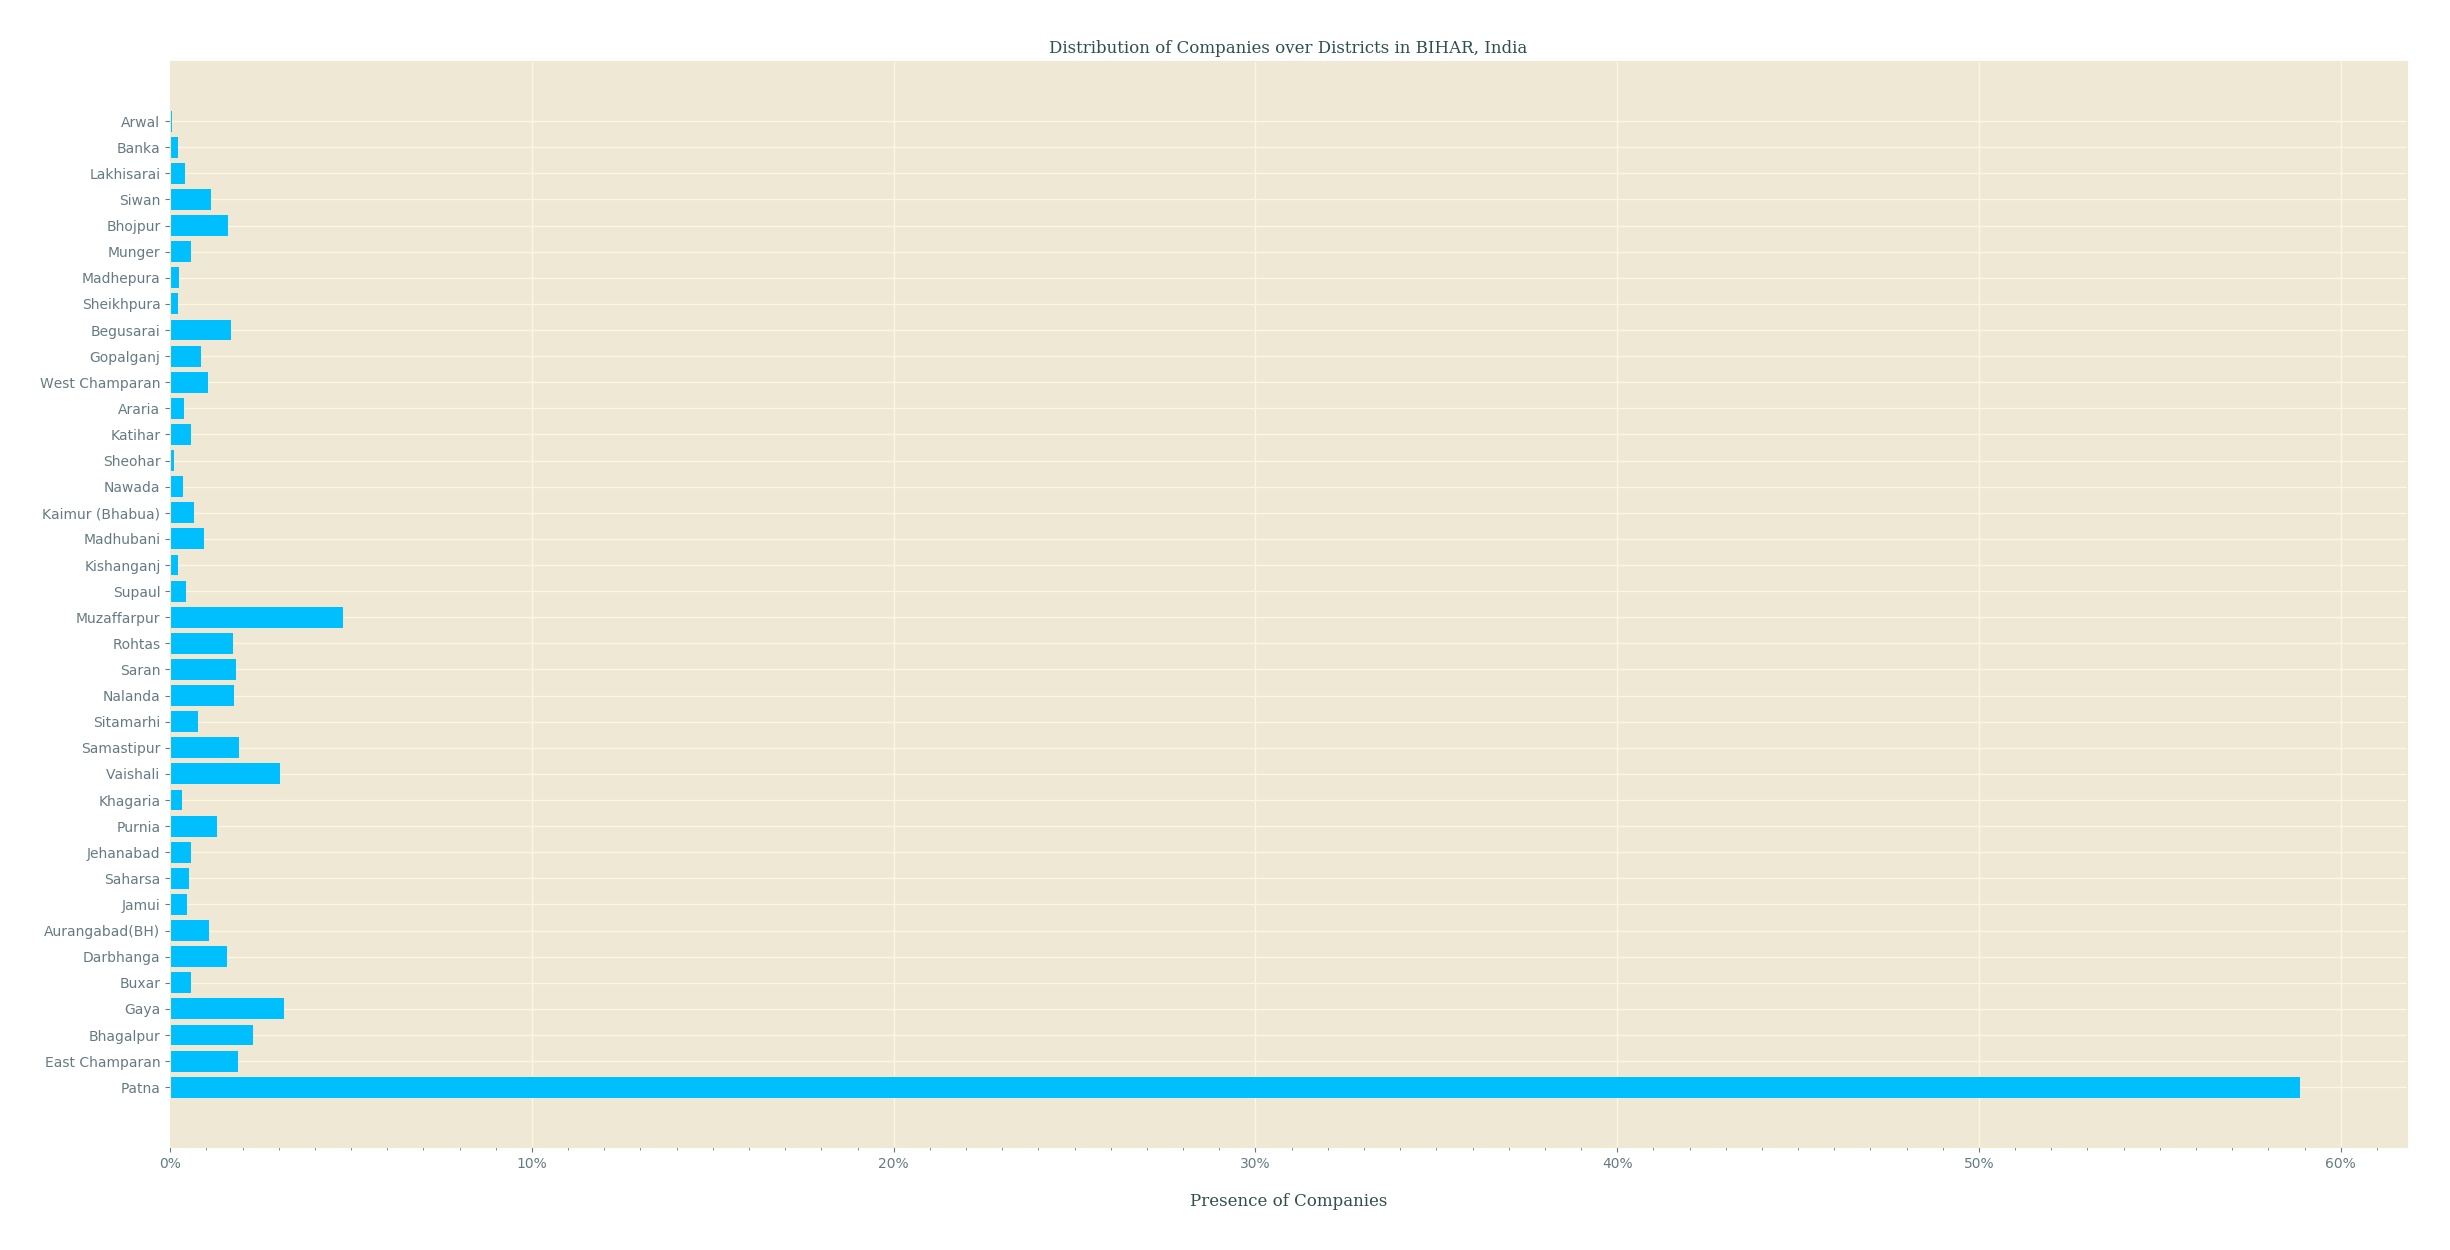 Distribution of Companies over Districts in BIHAR, India
Arwal
Banka
Lakhisarai
Siwan
Bhojpur
Munger
Madhepura
Sheikhpura
Begusarai
Gopalganj
West Champaran
Araria
Katihar
Sheohar
Nawada
Kaimur (Bhabua)
Madhubani
Kishanganj
Supaul
Muzaffarpur
Rohtas
Saran
Nalanda
Sitamarhi
Samastipur
Vaishali
Khagaria
Purnia
Jehanabad
Saharsa
Jamui
Aurangabad(BH)
Darbhanga
Buxar
Gaya
Bhagalpur
East Champaran
Patna
0% 10% 20% 30% 40% 50% 60%
Presence of Companies